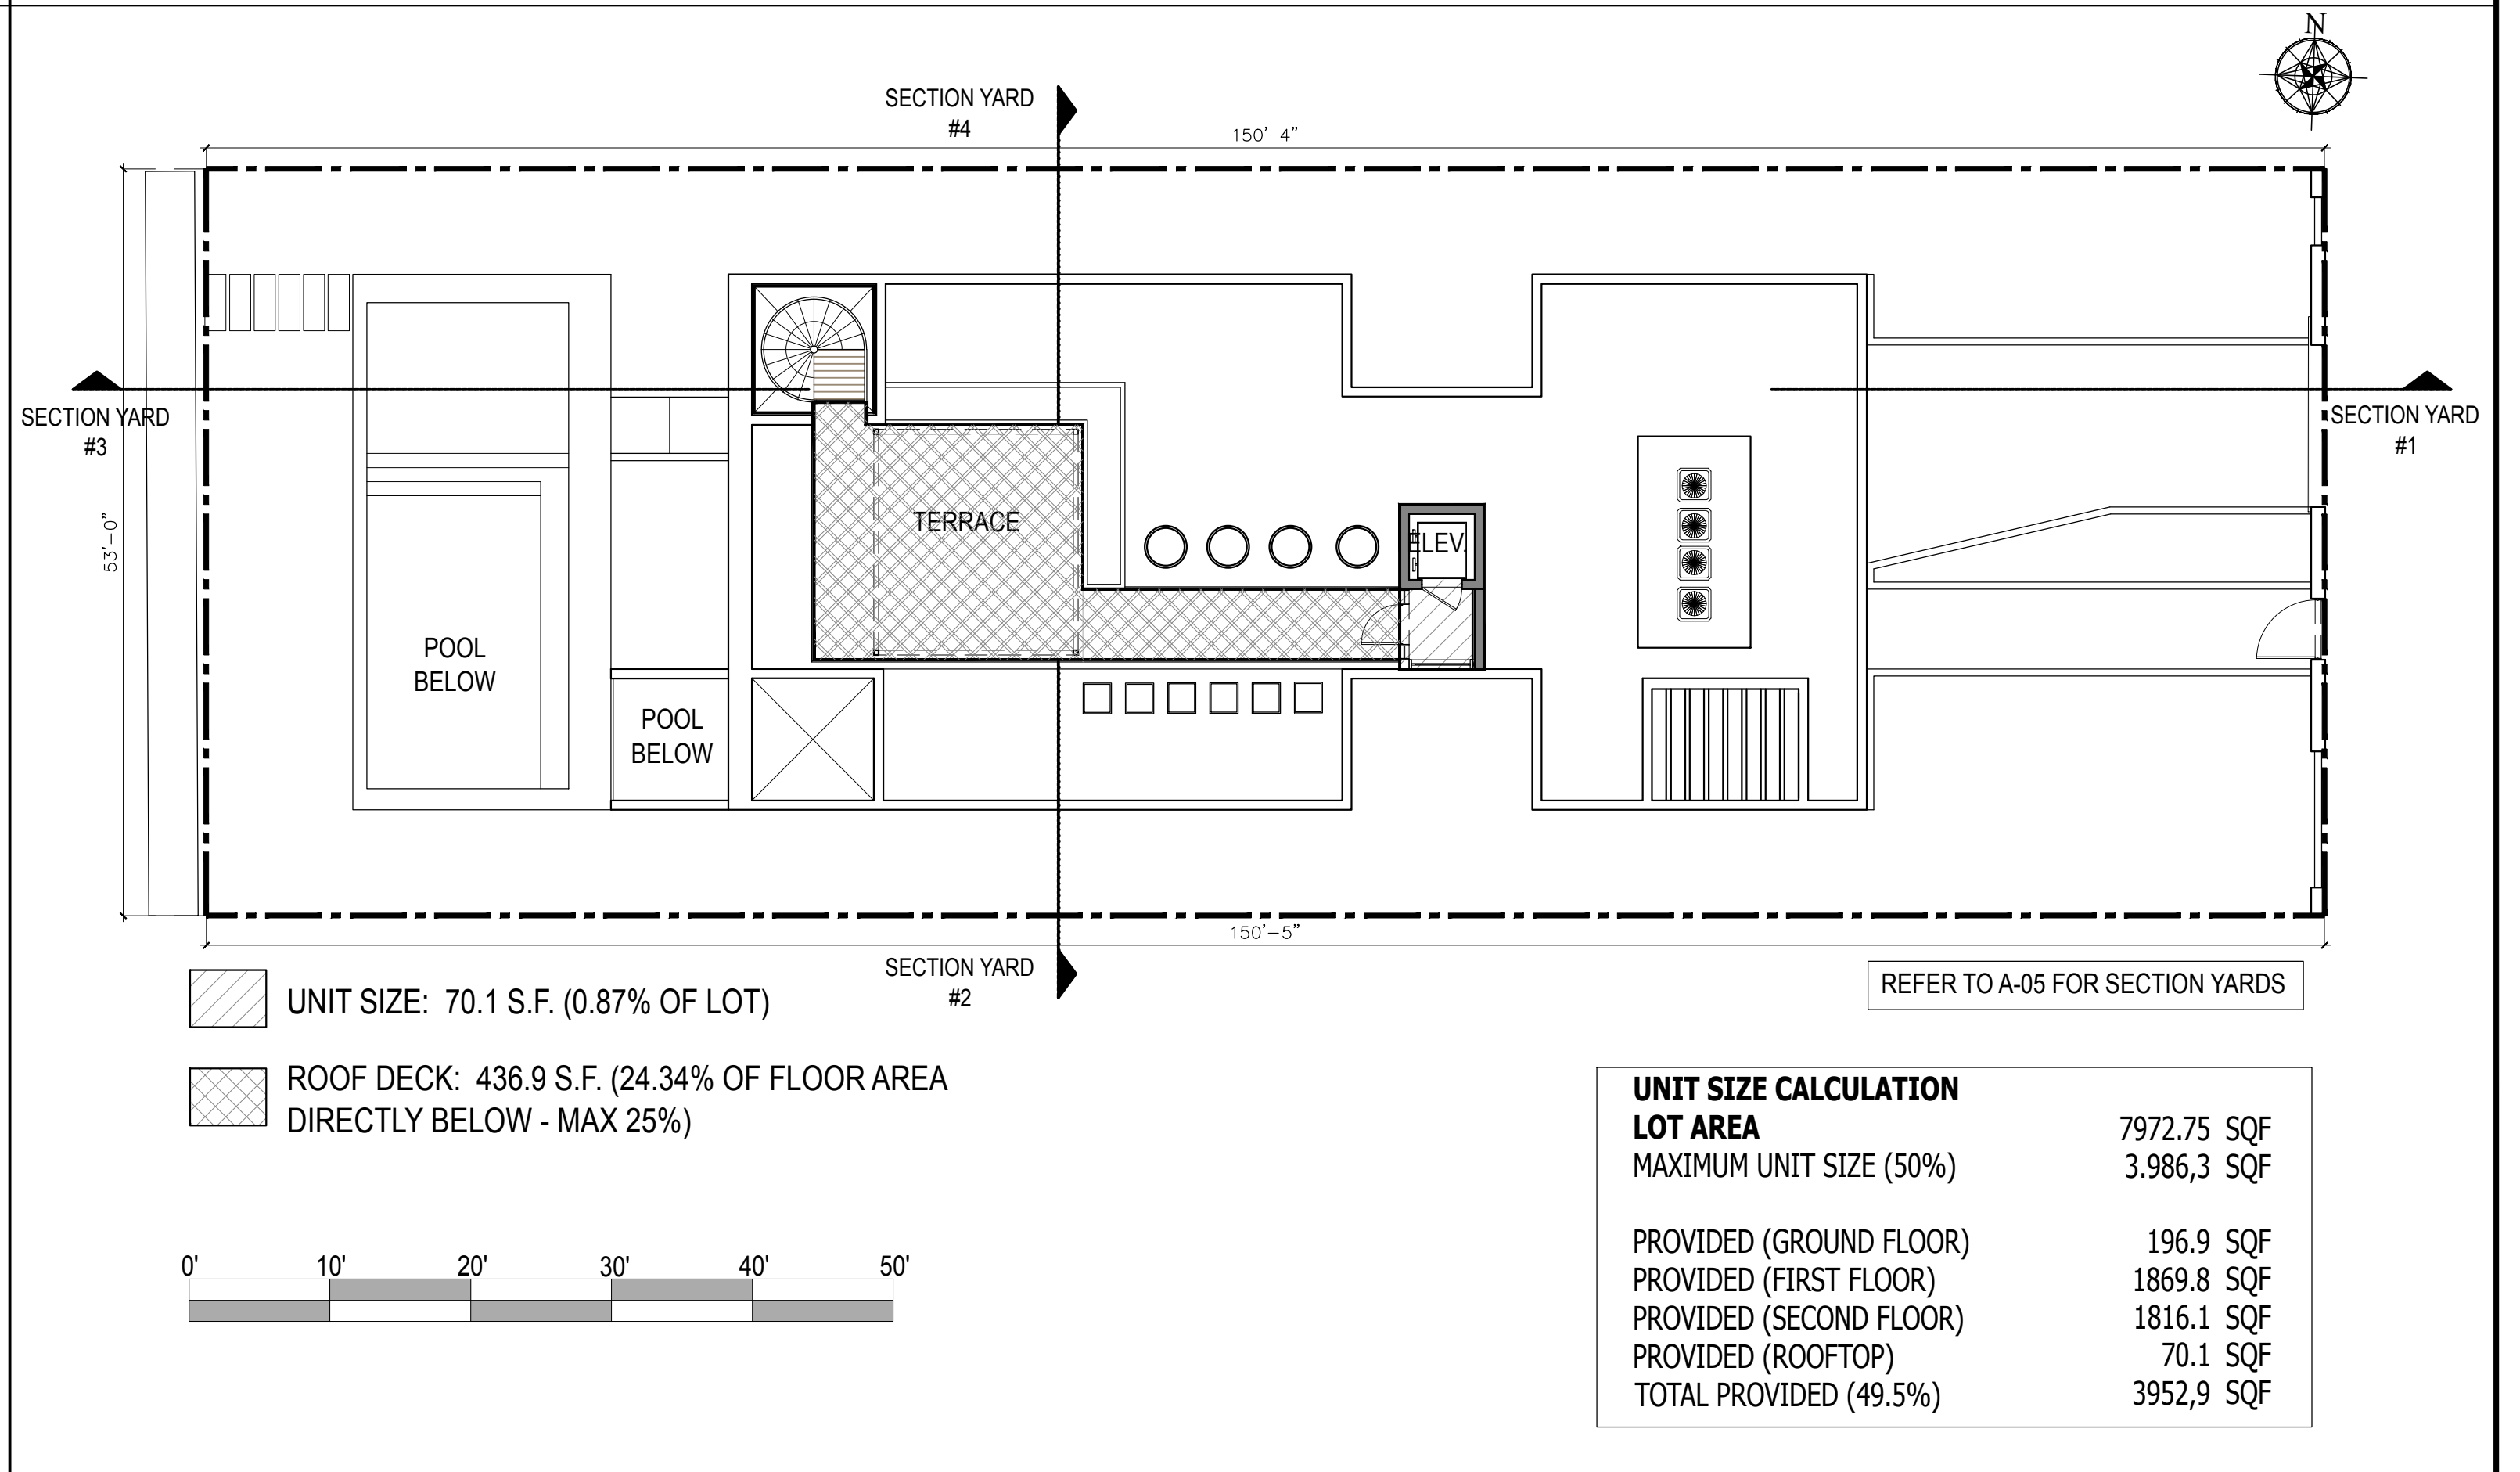 N
SECTION YARD
#4
150' 4"
SECTION YARD
#3
SECTION YARD
#1
53'-0"
TERRACE
ELEV.
POOL
BELOW
POOL
BELOW
150'-5"
SECTION YARD
#2
REFER TO A-05 FOR SECTION YARDS
UNIT SIZE: 70.1 S.F. (0.87% OF LOT)
ROOF DECK: 436.9 S.F. (24.34% OF FLOOR AREA
DIRECTLY BELOW - MAX 25%)
0' 10' 20' 30' 40' 50'
UNIT SIZE CALCULATION
LOT AREA 7972.75 SQF
MAXIMUM UNIT SIZE (50%) 3.986,3 SQF
PROVIDED (GROUND FLOOR) 196.9 SQF
PROVIDED (FIRST FLOOR) 1869.8 SQF
PROVIDED (SECOND FLOOR) 1816.1 SQF
PROVIDED (ROOFTOP) 70.1 SQF
TOTAL PROVIDED (49.5%) 3952,9 SQF